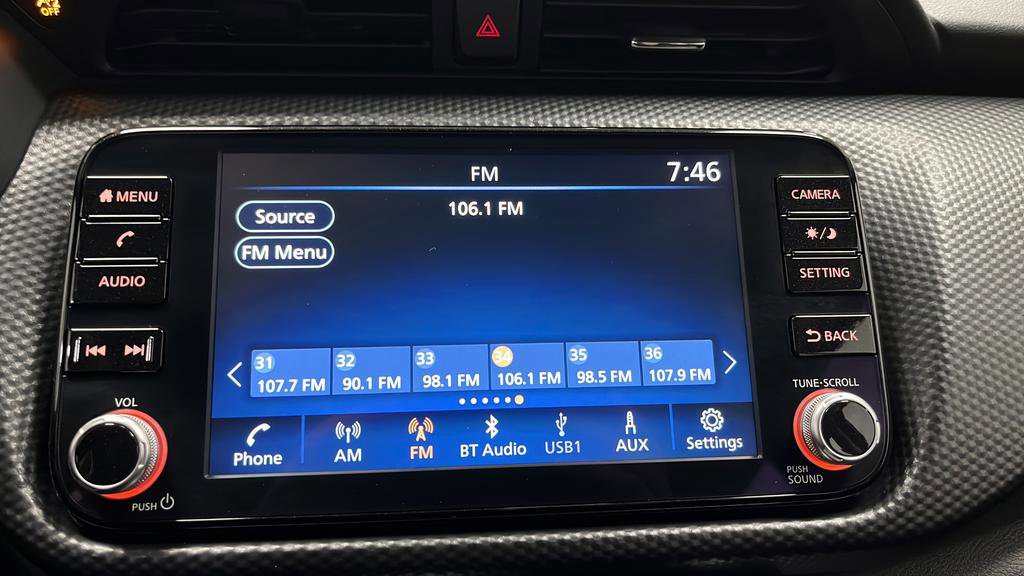 OFF
FM
7:46
106.1 FM
Source
FM Menu
31
107.7 FM
32
90.1 FM
33
98.1 FM
34
106.1 FM
35
98.5 FM
36
107.9 FM
Phone
AM
FM
BT Audio
USB1
AUX
Settings
MENU
AUDIO
VOL
PUSH
CAMERA
SETTING
BACK
TUNE·SCROLL
PUSH
SOUND